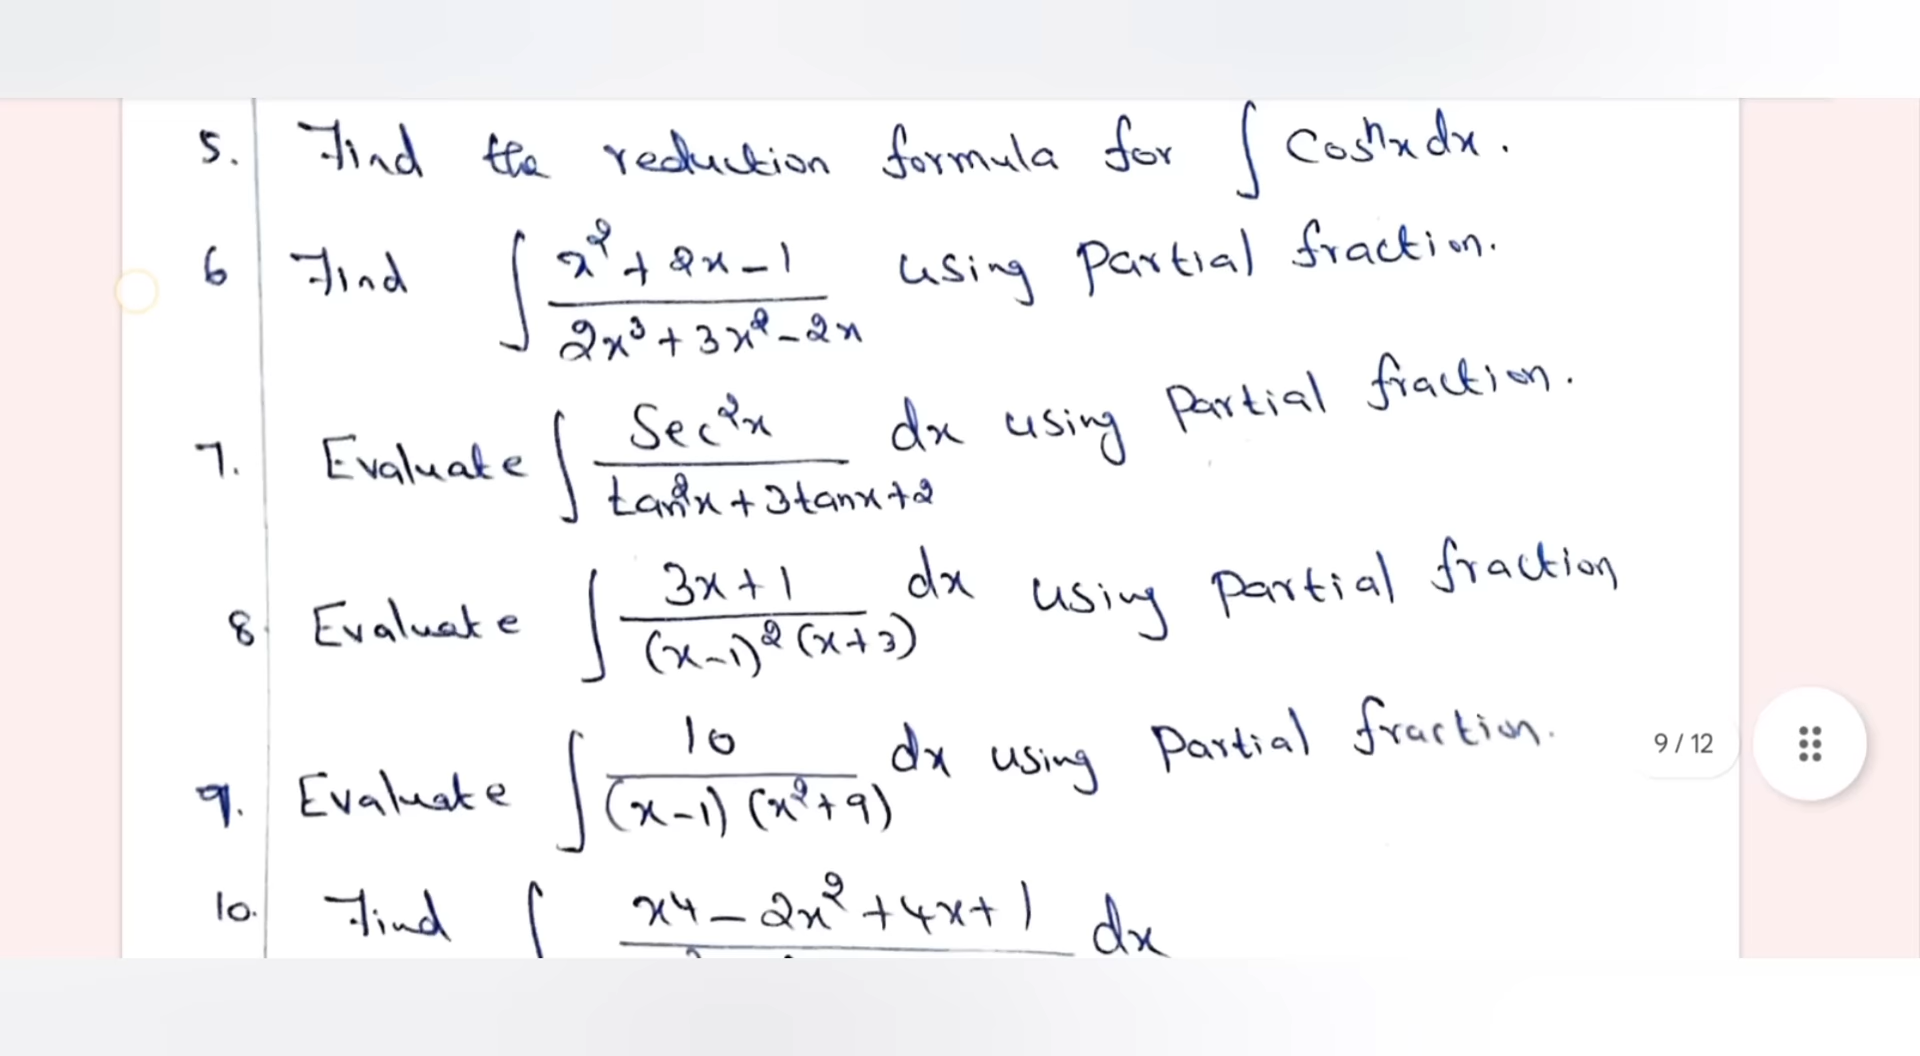 5. Find the reduction formula for ∫ cosⁿx dx.
6 Find ∫ x² + 2x - 1 / 2x³ + 3x² - 2x using partial fraction.
7. Evaluate ∫ Sec²x / tan²x + 3tanx + 2 dx using partial fraction.
8. Evaluate ∫ 3x + 1 / (x-1)² (x+3) dx using partial fraction
9. Evaluate ∫ 10 / (x-1) (x²+9) dx using partial fraction.
9 / 12
10. Find ∫ x4 - 2x² + 4x + 1 dx